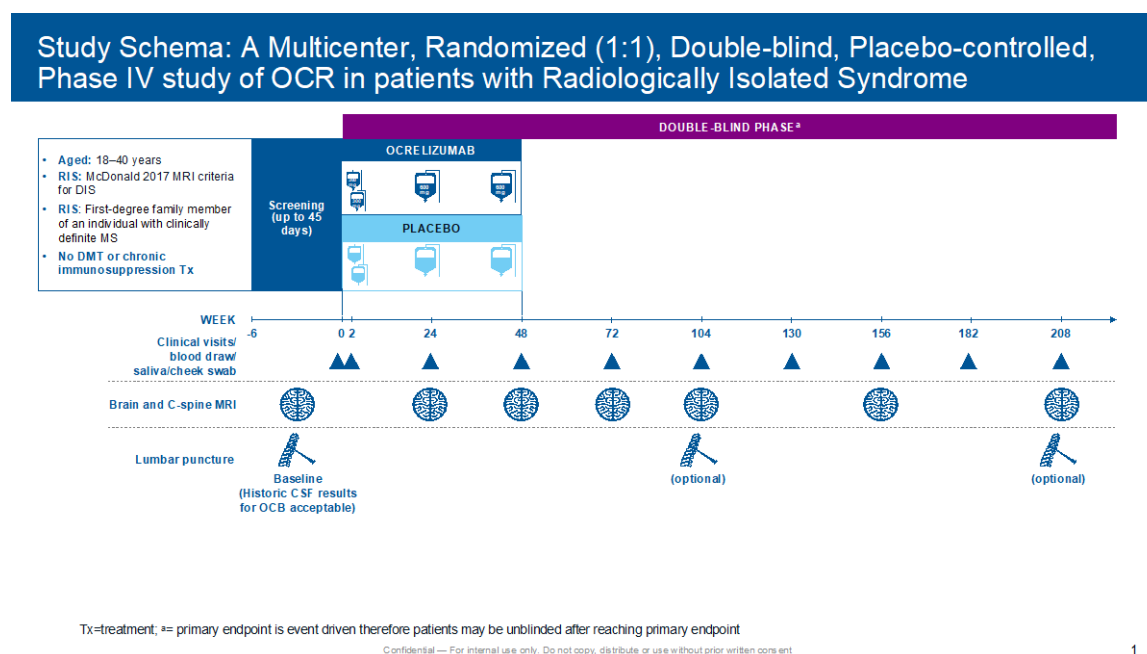 Study Schema: A Multicenter, Randomized (1:1), Double-blind, Placebo-controlled,
Phase IV study of OCR in patients with Radiologically Isolated Syndrome
DOUBLE-BLIND PHASEᵃ
• Aged: 18–40 years
• RIS: McDonald 2017 MRI criteria
for DIS
• RIS: First-degree family member
of an individual with clinically
definite MS
• No DMT or chronic
immunosuppression Tx
Screening
(up to 45
days)
OCRELIZUMAB
600
mg
600
mg
PLACEBO
WEEK
-6 0 2 24 48 72 104 130 156 182 208
Clinical visits/
blood draw/
saliva/cheek swab
Brain and C-spine MRI
Lumbar puncture
Baseline
(Historic CSF results
for OCB acceptable)
(optional)
(optional)
Tx=treatment; ᵃ= primary endpoint is event driven therefore patients may be unblinded after reaching primary endpoint
Confidential — For internal use only. Do not copy, distribute or use without prior written consent
1